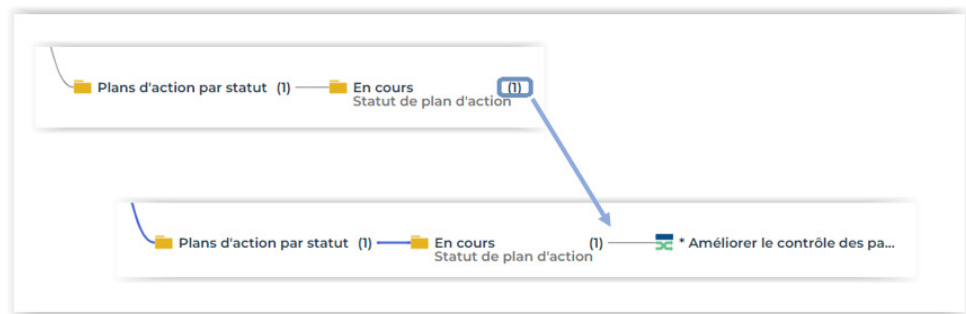 Plans d'action par statut (1) En cours (1)
Statut de plan d'action
Plans d'action par statut (1) En cours (1) * Améliorer le contrôle des pa...
Statut de plan d'action